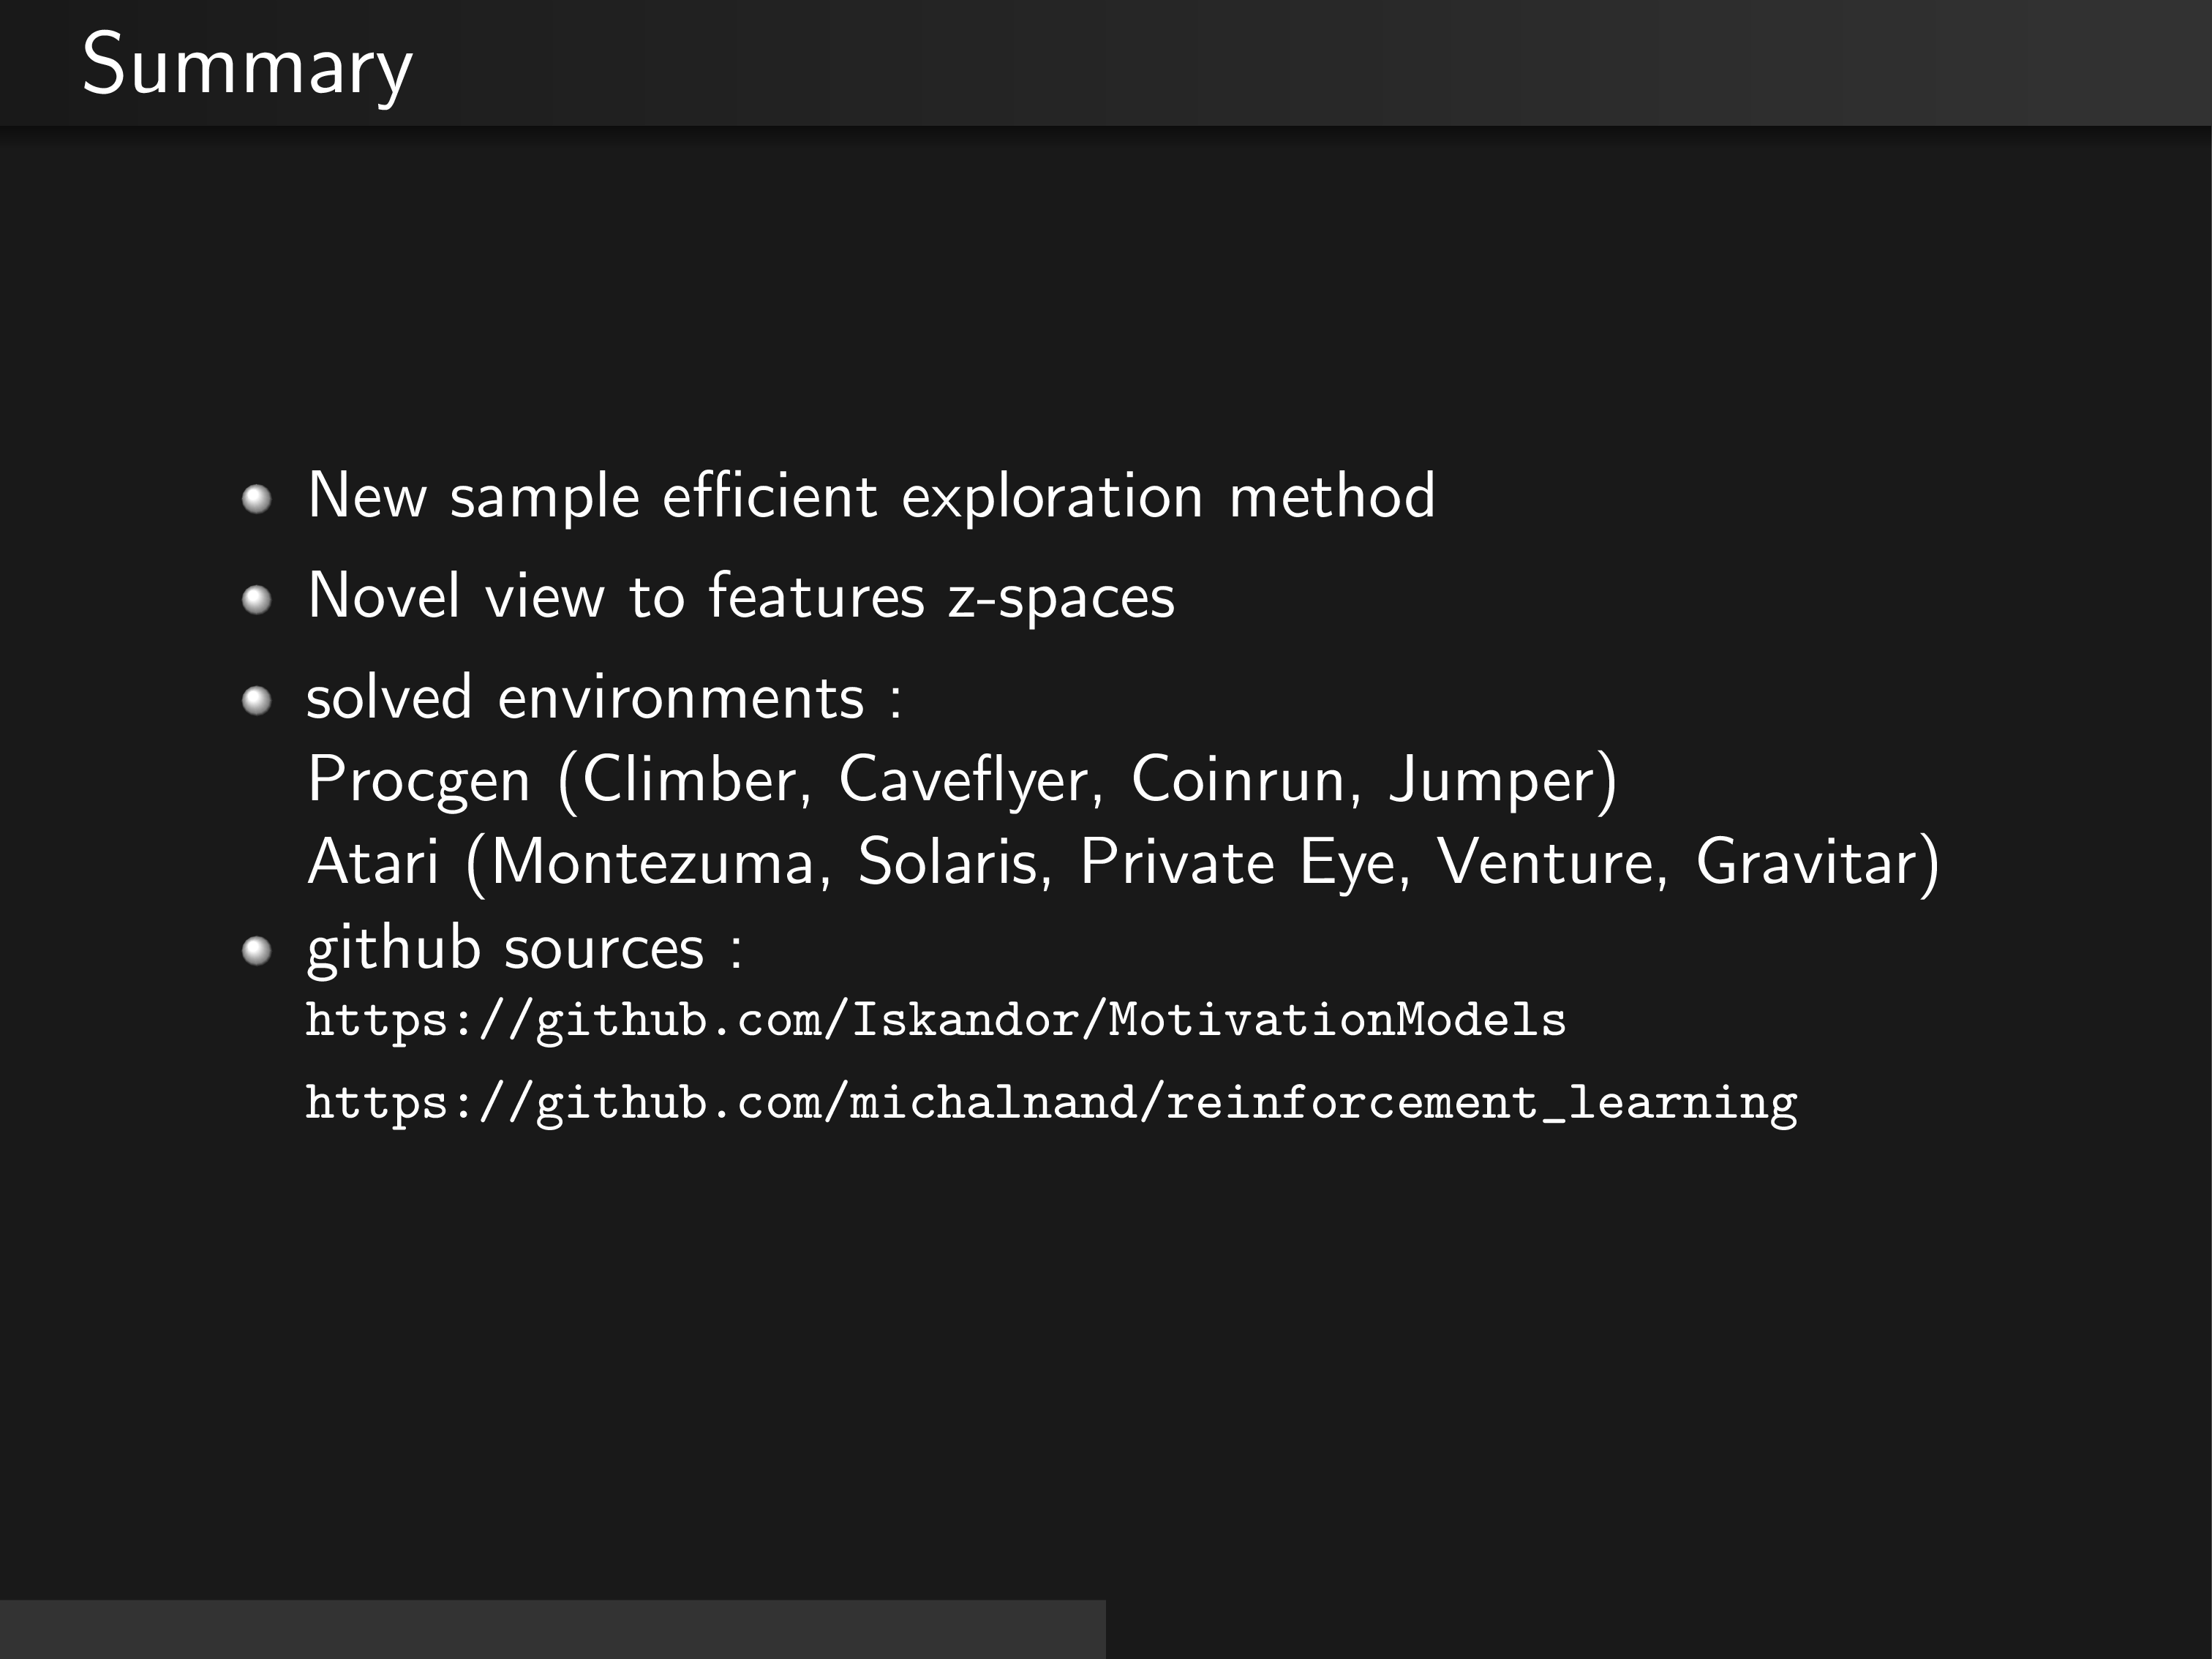 Summary
New sample efficient exploration method
Novel view to features z-spaces
solved environments :
Procgen (Climber, Caveflyer, Coinrun, Jumper)
Atari (Montezuma, Solaris, Private Eye, Venture, Gravitar)
github sources :
https://github.com/Iskandor/MotivationModels
https://github.com/michalnand/reinforcement_learning